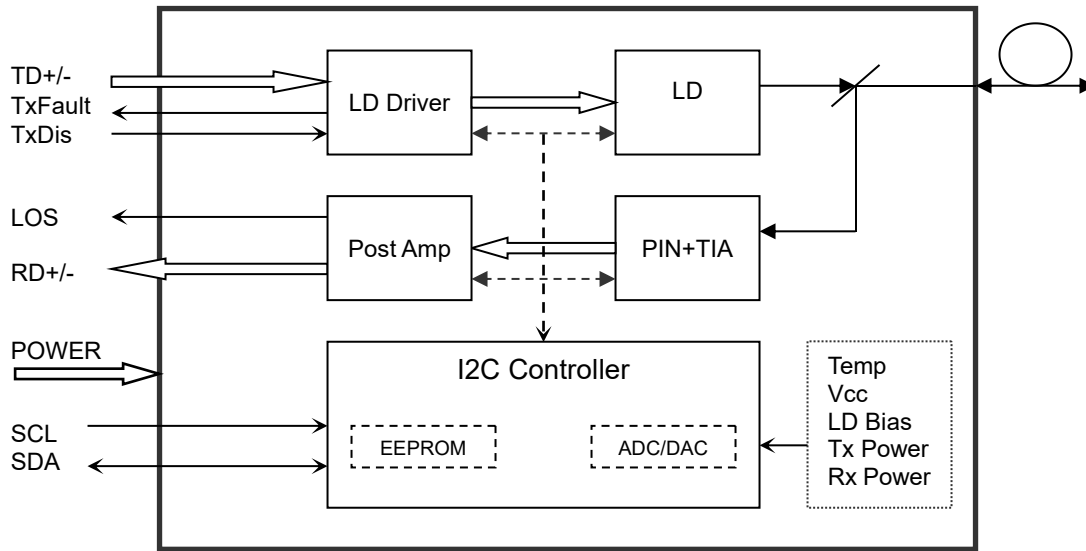 TD+/-
TxFault
TxDis
LD Driver
LD
LOS
RD+/-
Post Amp
PIN+TIA
POWER
I2C Controller
SCL
SDA
EEPROM
ADC/DAC
Temp
Vcc
LD Bias
Tx Power
Rx Power